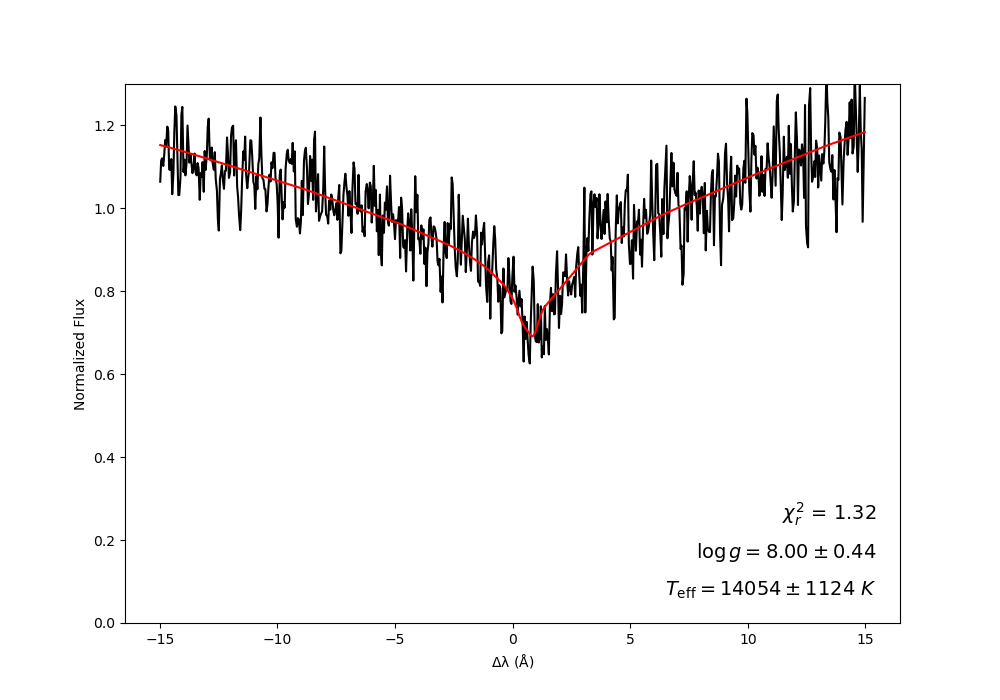 1.2
1.0
0.8
0.6
0.4
0.2
0.0
Normalized Flux
χ²ᵣ = 1.32
log g = 8.00 ± 0.44
T_eff = 14054 ± 1124 K
−15
−10
−5
0
5
10
15
Δλ (Å)